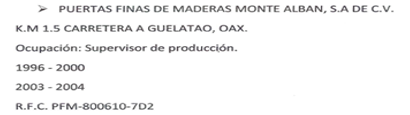 ➢ PUERTAS FINAS DE MADERAS MONTE ALBAN, S.A DE C.V.
K.M 1.5 CARRETERA A GUELATAO, OAX.
Ocupación: Supervisor de producción.
1996 - 2000
2003 - 2004
R.F.C. PFM-800610-7D2